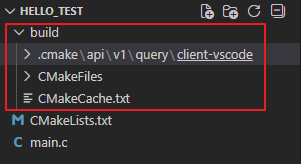 HELLO_TEST
build
.cmake\api\v1\query\client-vscode
CMakeFiles
CMakeCache.txt
CMakeLists.txt
main.c